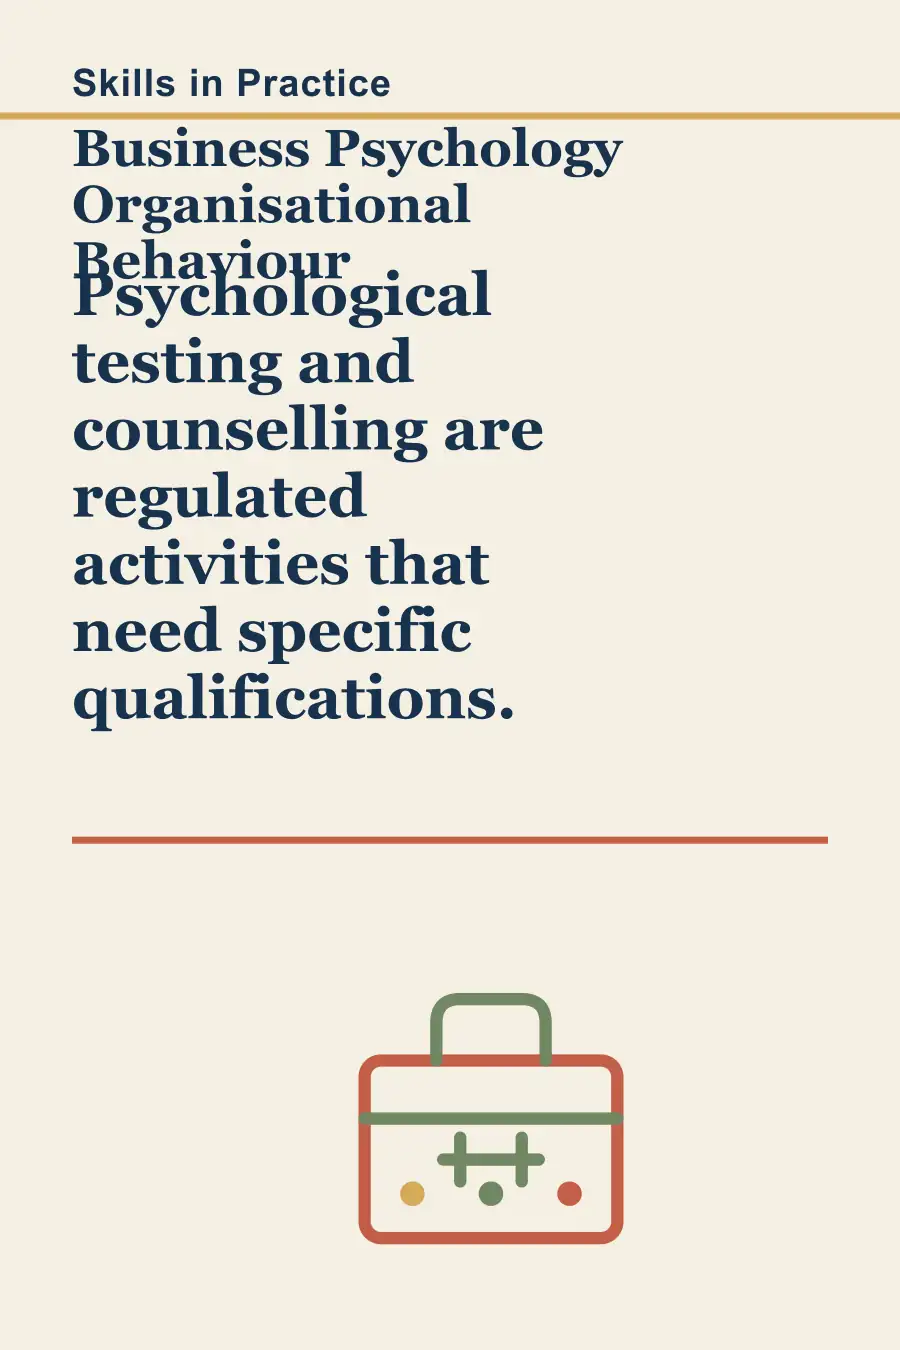 Skills in Practice
Business Psychology
Organisational
Behaviour
Psychological
testing and
counselling are
regulated
activities that
need specific
qualifications.